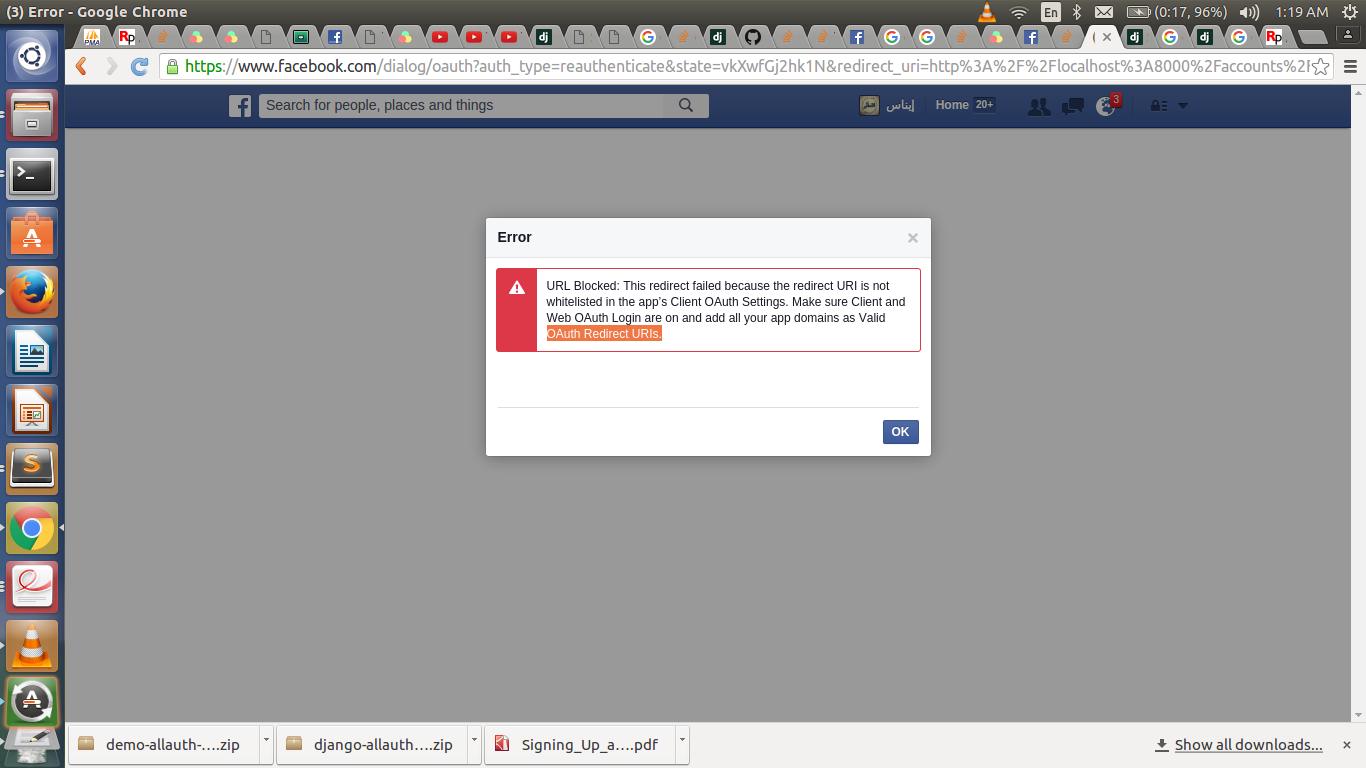 (3) Error - Google Chrome
En
(0:17, 96%)
1:19 AM
PMA
Rp
dj
dj
dj
dj
Rp
https://www.facebook.com/dialog/oauth?auth_type=reauthenticate&state=vkXwfGj2hk1N&redirect_uri=http%3A%2F%2Flocalhost%3A8000%2Faccounts%2F
Search for people, places and things
إيناس
Home 20+
3
Error
×
URL Blocked: This redirect failed because the redirect URI is not
whitelisted in the app's Client OAuth Settings. Make sure Client and
Web OAuth Login are on and add all your app domains as Valid
OAuth Redirect URIs.
OK
demo-allauth-....zip
django-allauth....zip
Signing_Up_a....pdf
Show all downloads...
×